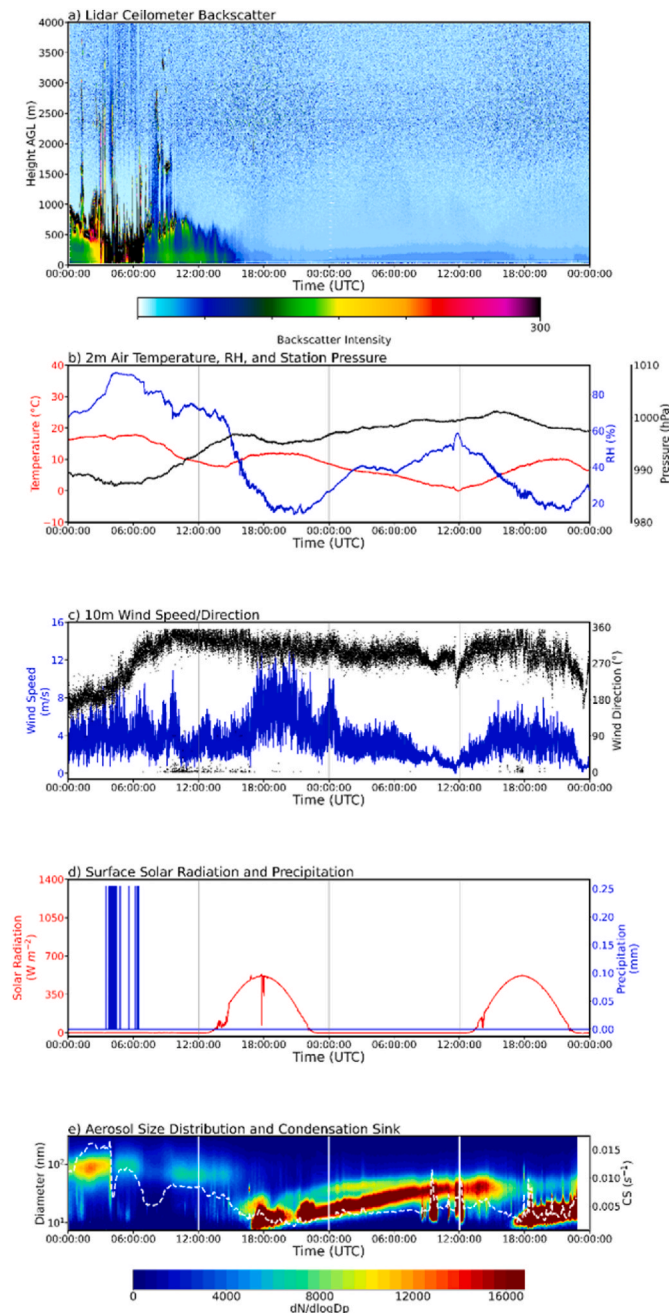 a) Lidar Ceilometer Backscatter
4000
3500
3000
2500
2000
1500
1000
500
0
Height AGL (m)
00:00:00 06:00:00 12:00:00 18:00:00 00:00:00 06:00:00 12:00:00 18:00:00 00:00:00
Time (UTC)
300
Backscatter Intensity
b) 2m Air Temperature, RH, and Station Pressure
40
30
20
10
0
−10
Temperature (°C)
80
60
40
20
RH (%)
1010
1000
990
980
Pressure (hPa)
00:00:00 06:00:00 12:00:00 18:00:00 00:00:00 06:00:00 12:00:00 18:00:00 00:00:00
Time (UTC)
c) 10m Wind Speed/Direction
16
12
8
4
0
Wind Speed
m/s)
360
270
180
90
0
Wind Direction (°)
00:00:00 06:00:00 12:00:00 18:00:00 00:00:00 06:00:00 12:00:00 18:00:00 00:00:00
Time (UTC)
d) Surface Solar Radiation and Precipitation
1400
1050
700
350
0
Solar Radiation
(W m⁻²)
0.25
0.20
0.15
0.10
0.05
0.00
Precipitation
(mm)
00:00:00 06:00:00 12:00:00 18:00:00 00:00:00 06:00:00 12:00:00 18:00:00 00:00:00
Time (UTC)
e) Aerosol Size Distribution and Condensation Sink
10²
10¹
Diameter (nm)
0.015
0.010
0.005
CS (s⁻¹)
00:00:00 06:00:00 12:00:00 18:00:00 00:00:00 06:00:00 12:00:00 18:00:00 00:00:00
Time (UTC)
0 4000 8000 12000 16000
dN/dlogDp